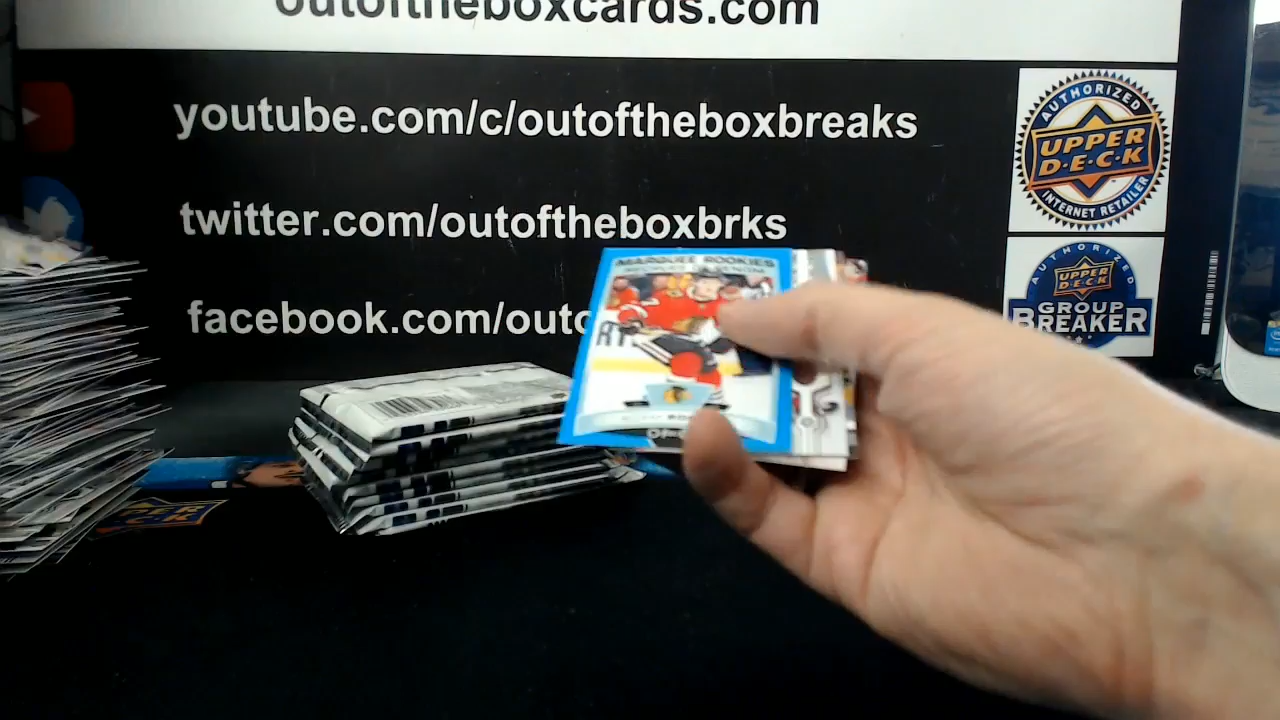 outoftheboxcards.com
youtube.com/c/outoftheboxbreaks
twitter.com/outoftheboxbrks
facebook.com/outo
AUTHORIZED
UPPER
D·E·C·K
INTERNET RETAILER
AUTHORIZED
UPPER
DECK
GROUP
BREAKER
MARQUEE ROOKIES